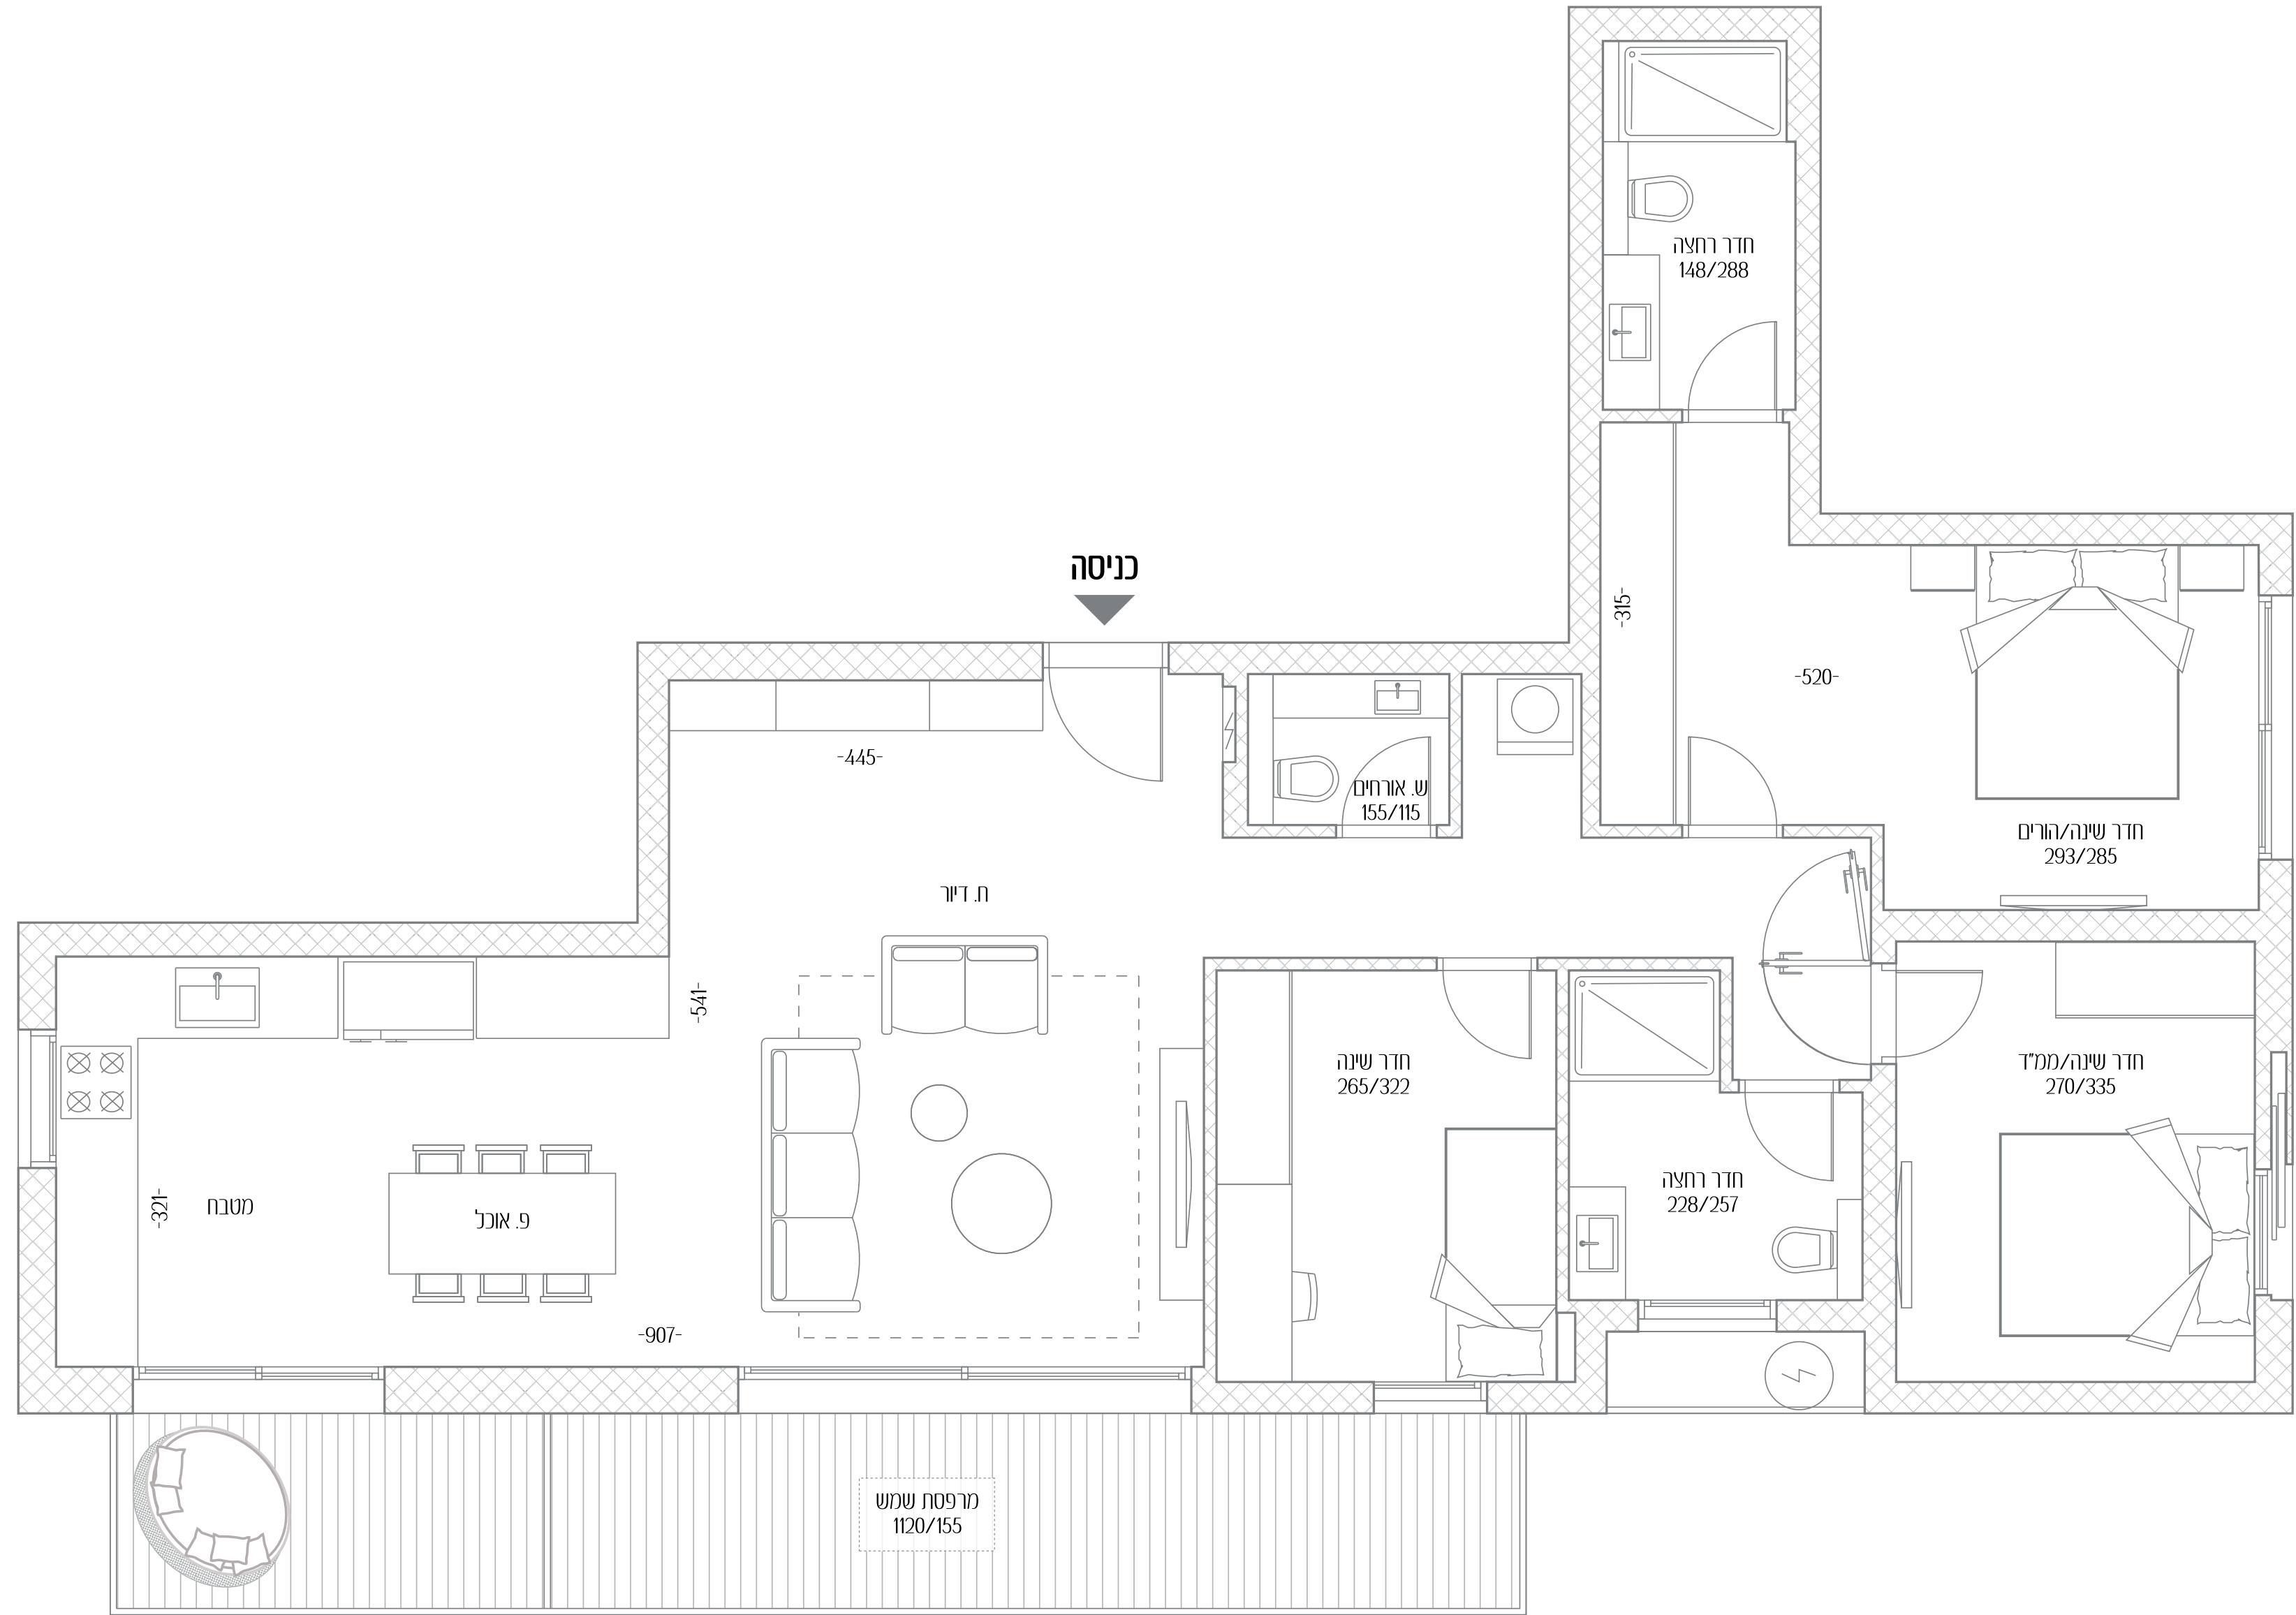 חדר רחצה
148/288
כניסה
-315-
-520-
-445-
ש. אורחים
155/115
חדר שינה/הורים
293/285
ח. דיור
-541-
חדר שינה
265/322
חדר שינה/ממ"ד
270/335
חדר רחצה
228/257
-321-
מטבח
פ. אוכל
-907-
מרפסת שמש
1120/155